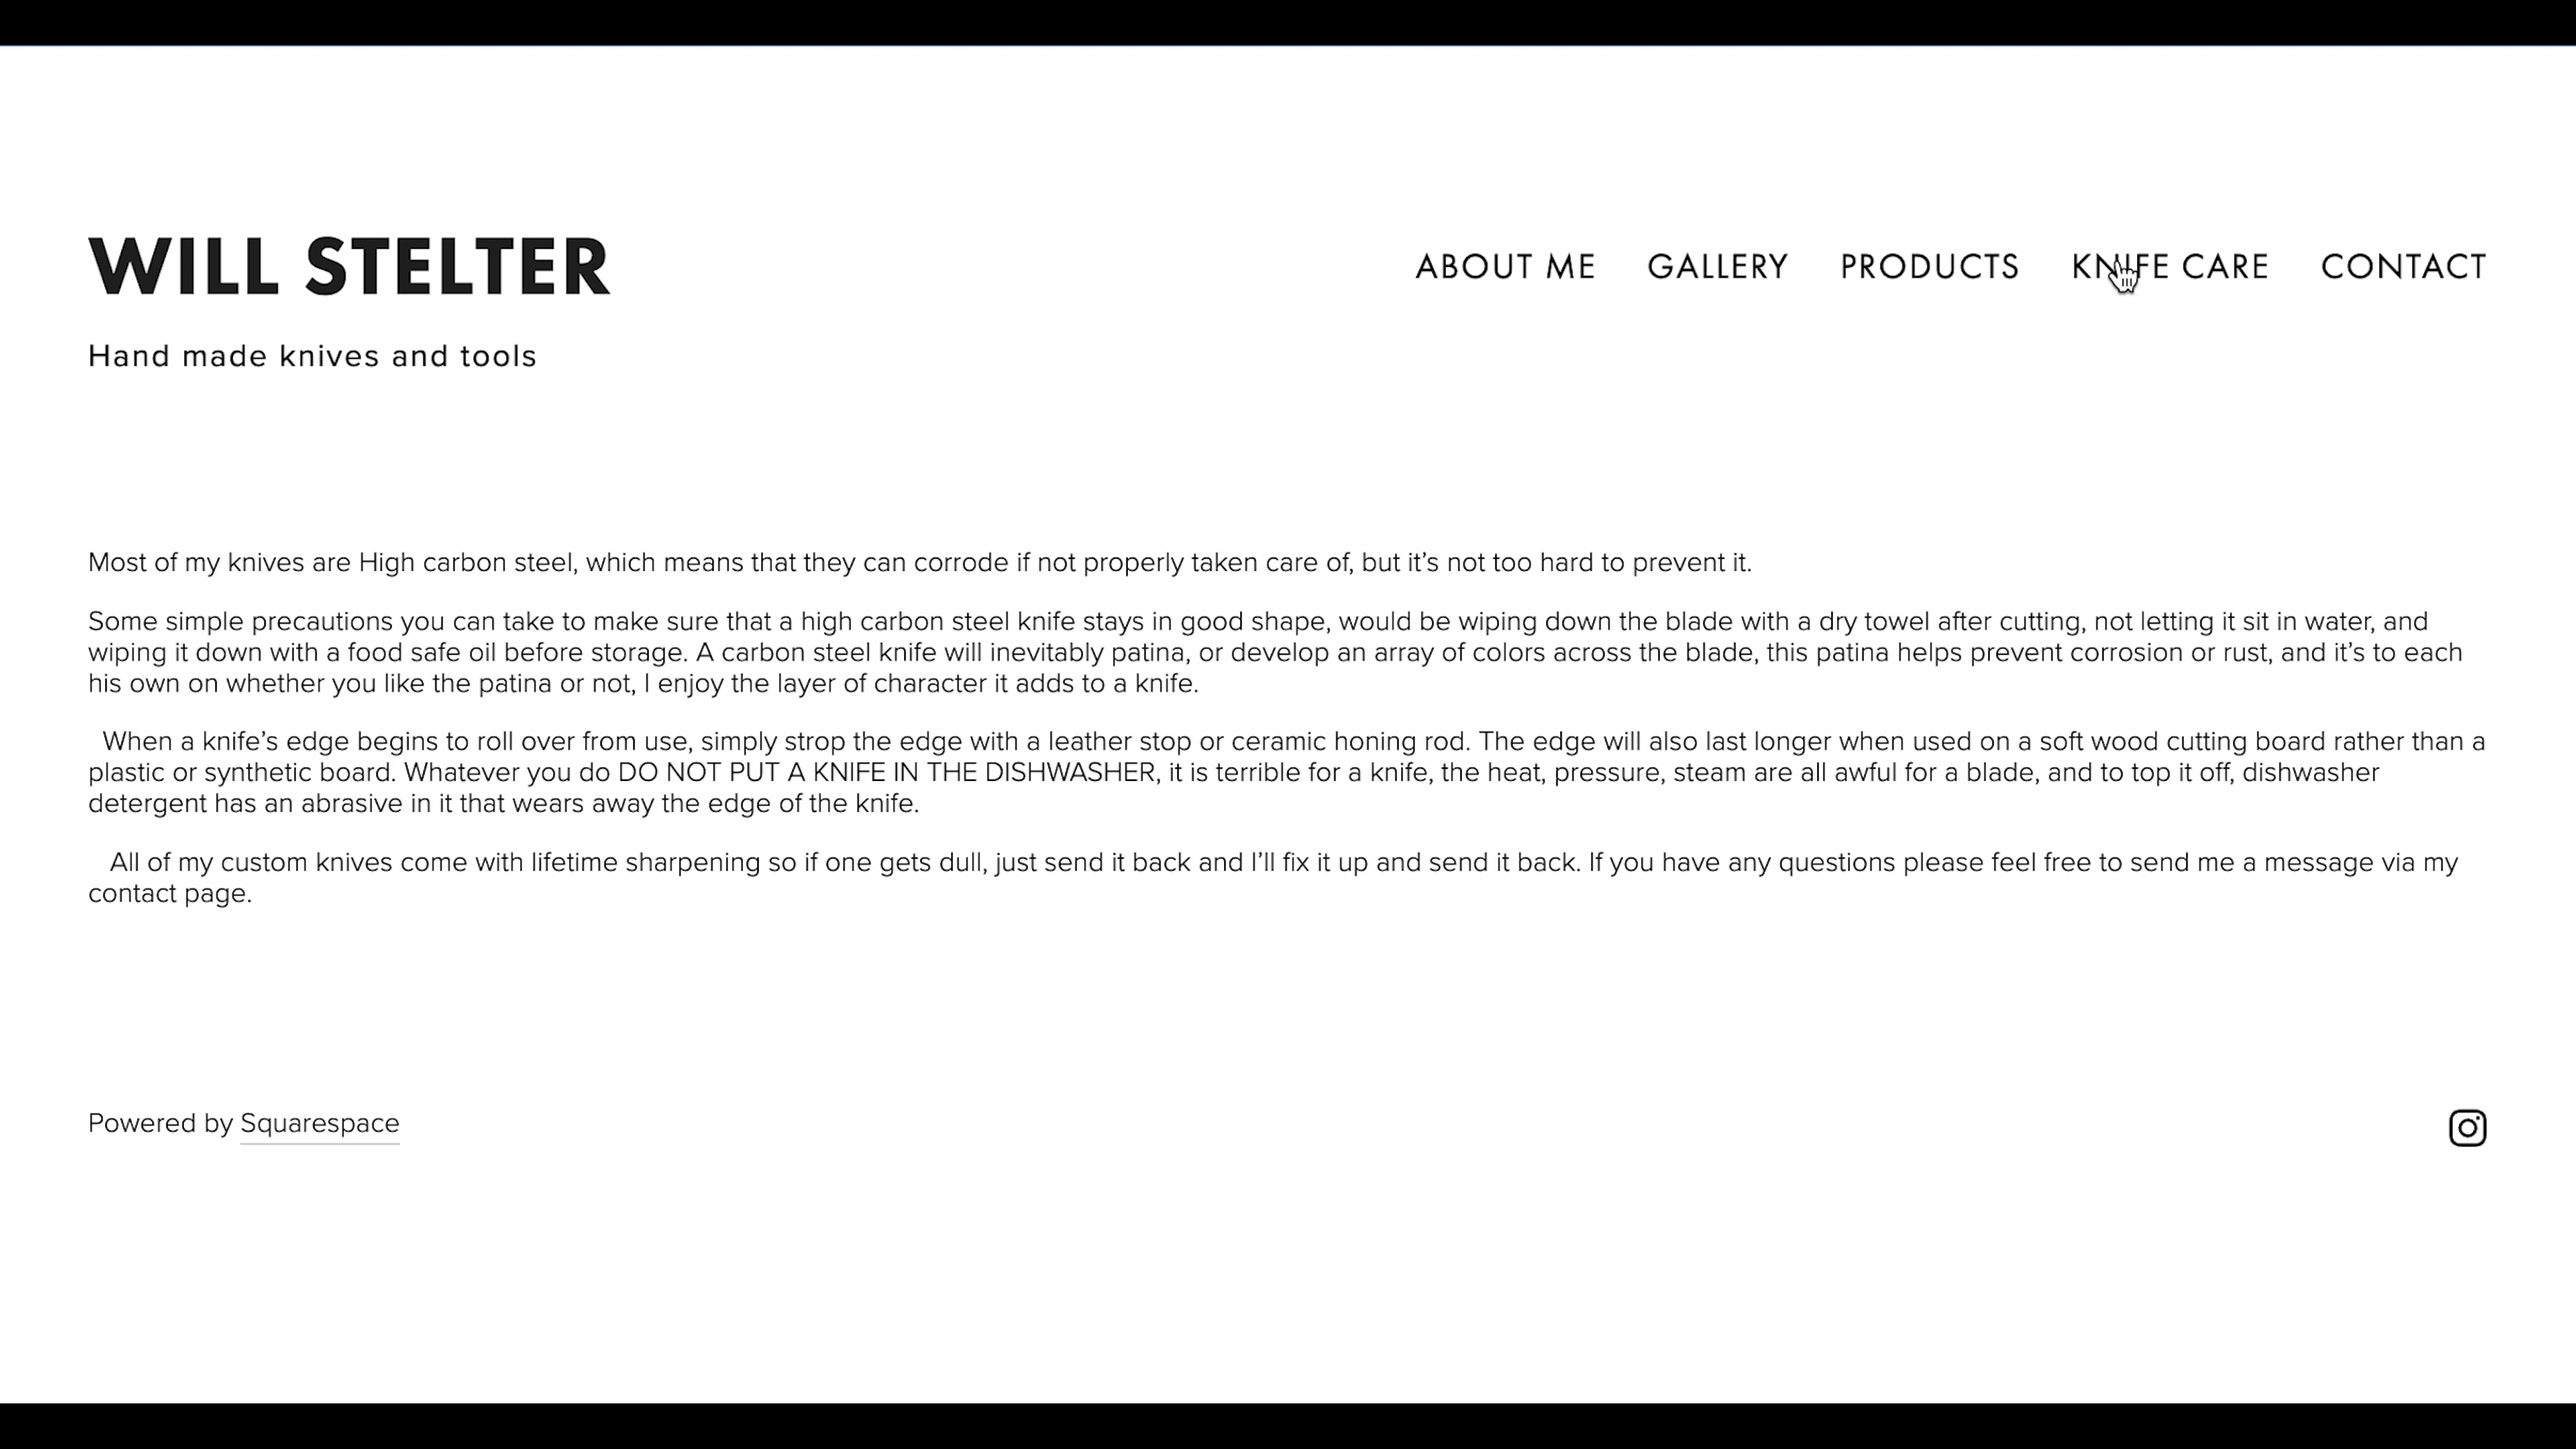 WILL STELTER
ABOUT ME GALLERY PRODUCTS KNIFE CARE CONTACT
Hand made knives and tools
Most of my knives are High carbon steel, which means that they can corrode if not properly taken care of, but it’s not too hard to prevent it.
Some simple precautions you can take to make sure that a high carbon steel knife stays in good shape, would be wiping down the blade with a dry towel after cutting, not letting it sit in water, and
wiping it down with a food safe oil before storage. A carbon steel knife will inevitably patina, or develop an array of colors across the blade, this patina helps prevent corrosion or rust, and it’s to each
his own on whether you like the patina or not, I enjoy the layer of character it adds to a knife.
When a knife’s edge begins to roll over from use, simply strop the edge with a leather stop or ceramic honing rod. The edge will also last longer when used on a soft wood cutting board rather than a
plastic or synthetic board. Whatever you do DO NOT PUT A KNIFE IN THE DISHWASHER, it is terrible for a knife, the heat, pressure, steam are all awful for a blade, and to top it off, dishwasher
detergent has an abrasive in it that wears away the edge of the knife.
All of my custom knives come with lifetime sharpening so if one gets dull, just send it back and I’ll fix it up and send it back. If you have any questions please feel free to send me a message via my
contact page.
Powered by Squarespace